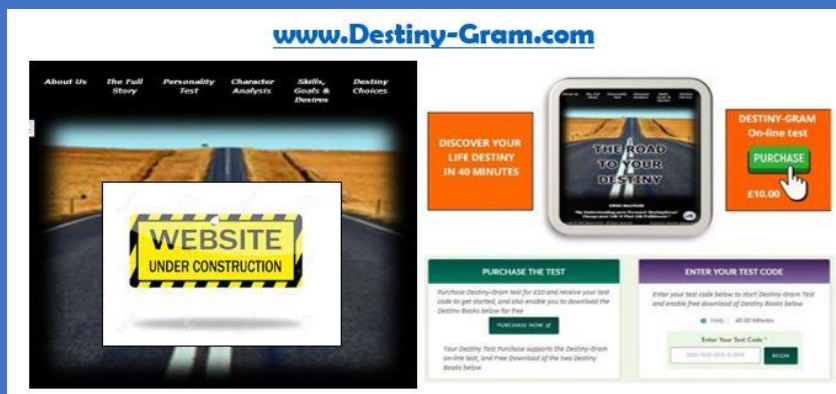 www.Destiny-Gram.com
About Us
The Full
Story
Personality
Test
Character
Analysis
Skills,
Goals &
Desires
Destiny
Choices
WEBSITE
UNDER CONSTRUCTION
DISCOVER YOUR
LIFE DESTINY
IN 40 MINUTES
THE ROAD
TO YOUR
DESTINY
DESTINY-GRAM
On-line test
PURCHASE
£10.00
PURCHASE THE TEST
Purchase Destiny-Gram test for £10 and receive your test
code to get started, and also enable you to download the
Destiny Books below for free
PURCHASE NOW
Your Destiny Test Purchase supports the Destiny-Gram
on-line test, and Free Download of the two Destiny
Books below
ENTER YOUR TEST CODE
Enter your test code below to start Destiny-Gram Test
and enable free download of Destiny Books below
40-60 Minutes
Enter Your Test Code *
BEGIN